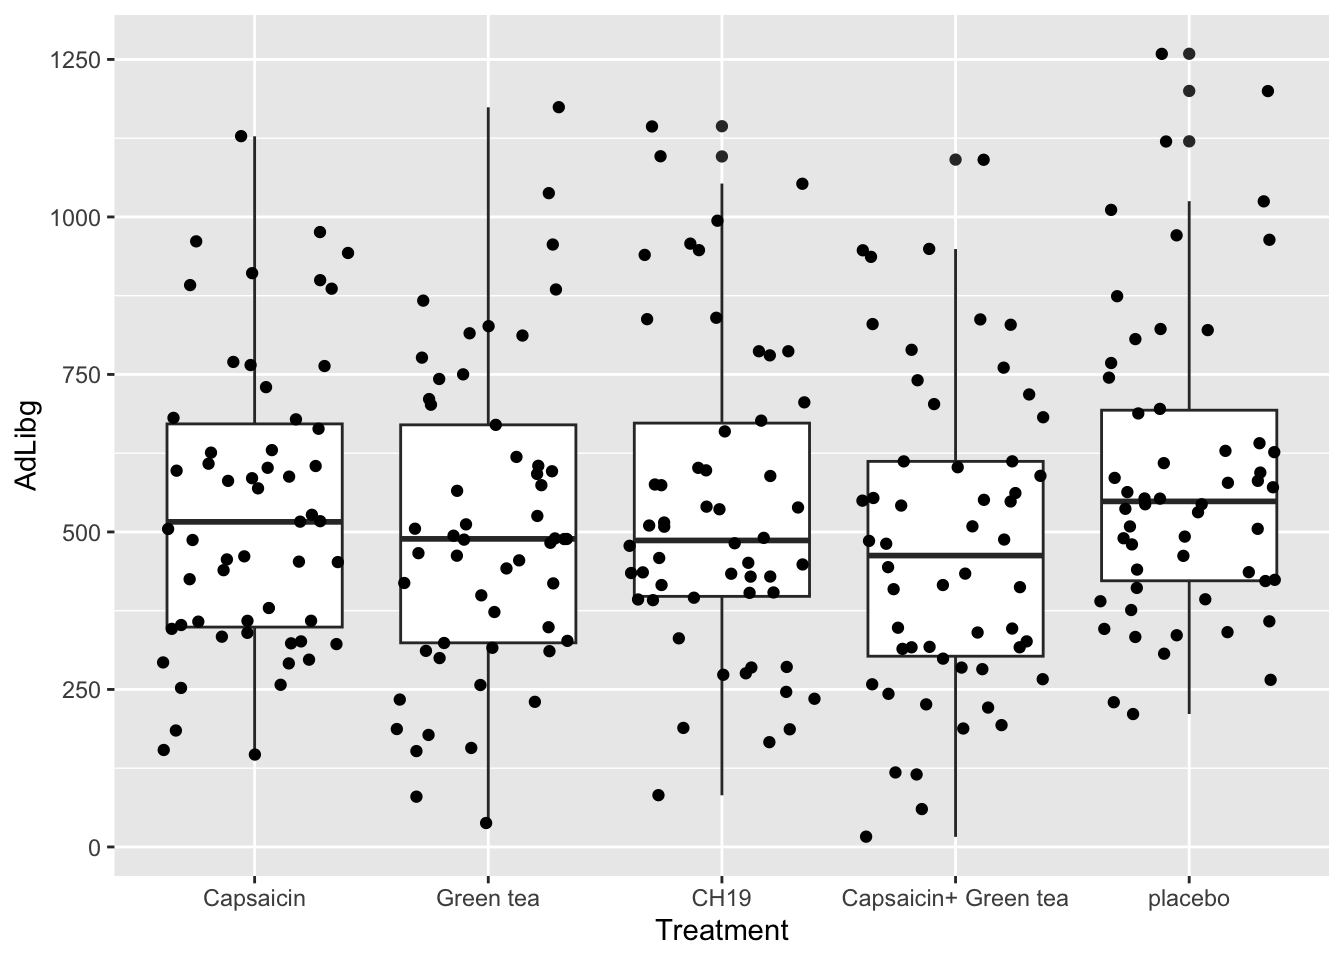 1250
1000
750
500
250
0
AdLibg
Capsaicin
Green tea
CH19
Capsaicin+ Green tea
placebo
Treatment